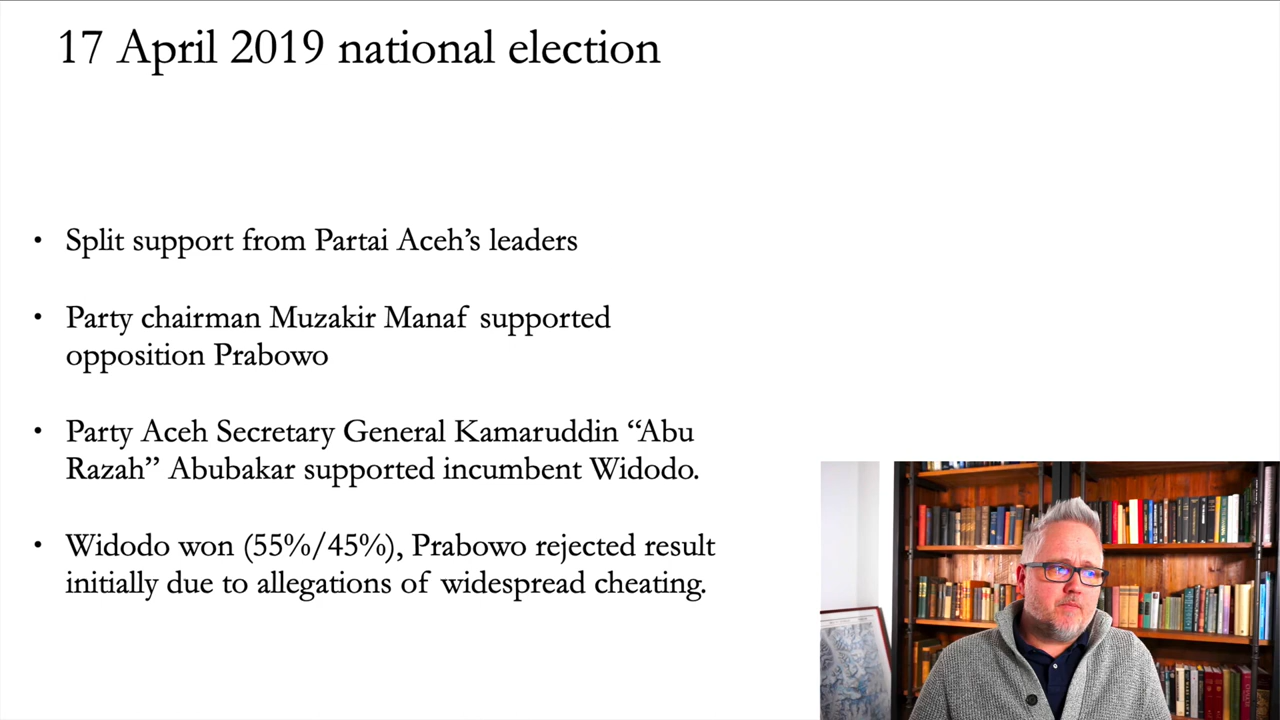 17 April 2019 national election
• Split support from Partai Aceh’s leaders
• Party chairman Muzakir Manaf supported
opposition Prabowo
• Party Aceh Secretary General Kamaruddin “Abu
Razah” Abubakar supported incumbent Widodo.
• Widodo won (55%/45%), Prabowo rejected result
initially due to allegations of widespread cheating.